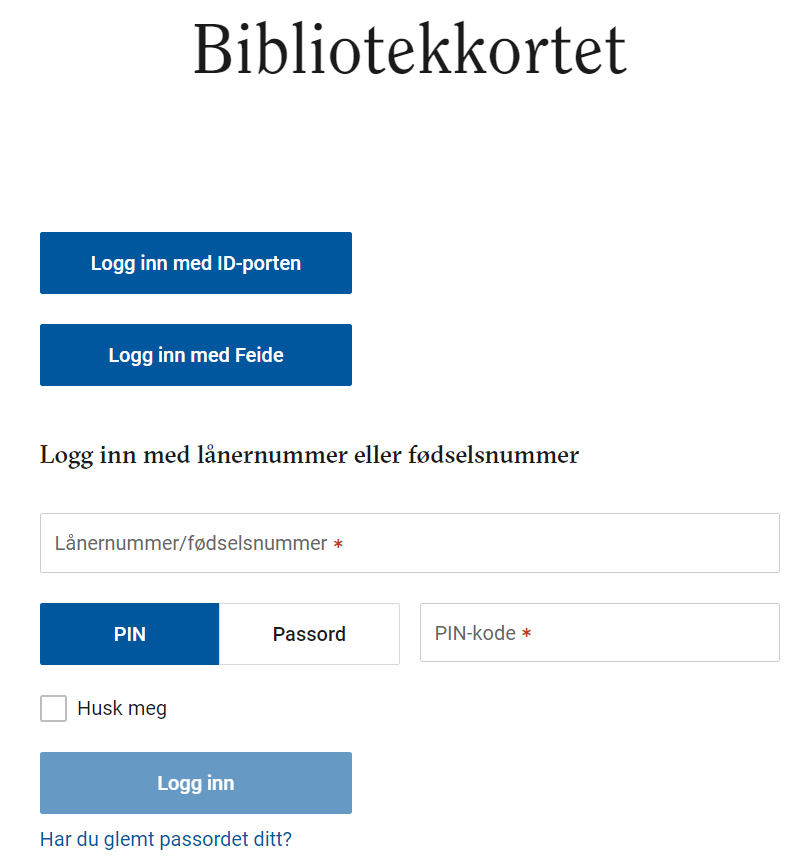 Bibliotekkortet
Logg inn med ID-porten
Logg inn med Feide
Logg inn med lånernummer eller fødselsnummer
Lånernummer/fødselsnummer *
PIN Passord PIN-kode *
Husk meg
Logg inn
Har du glemt passordet ditt?